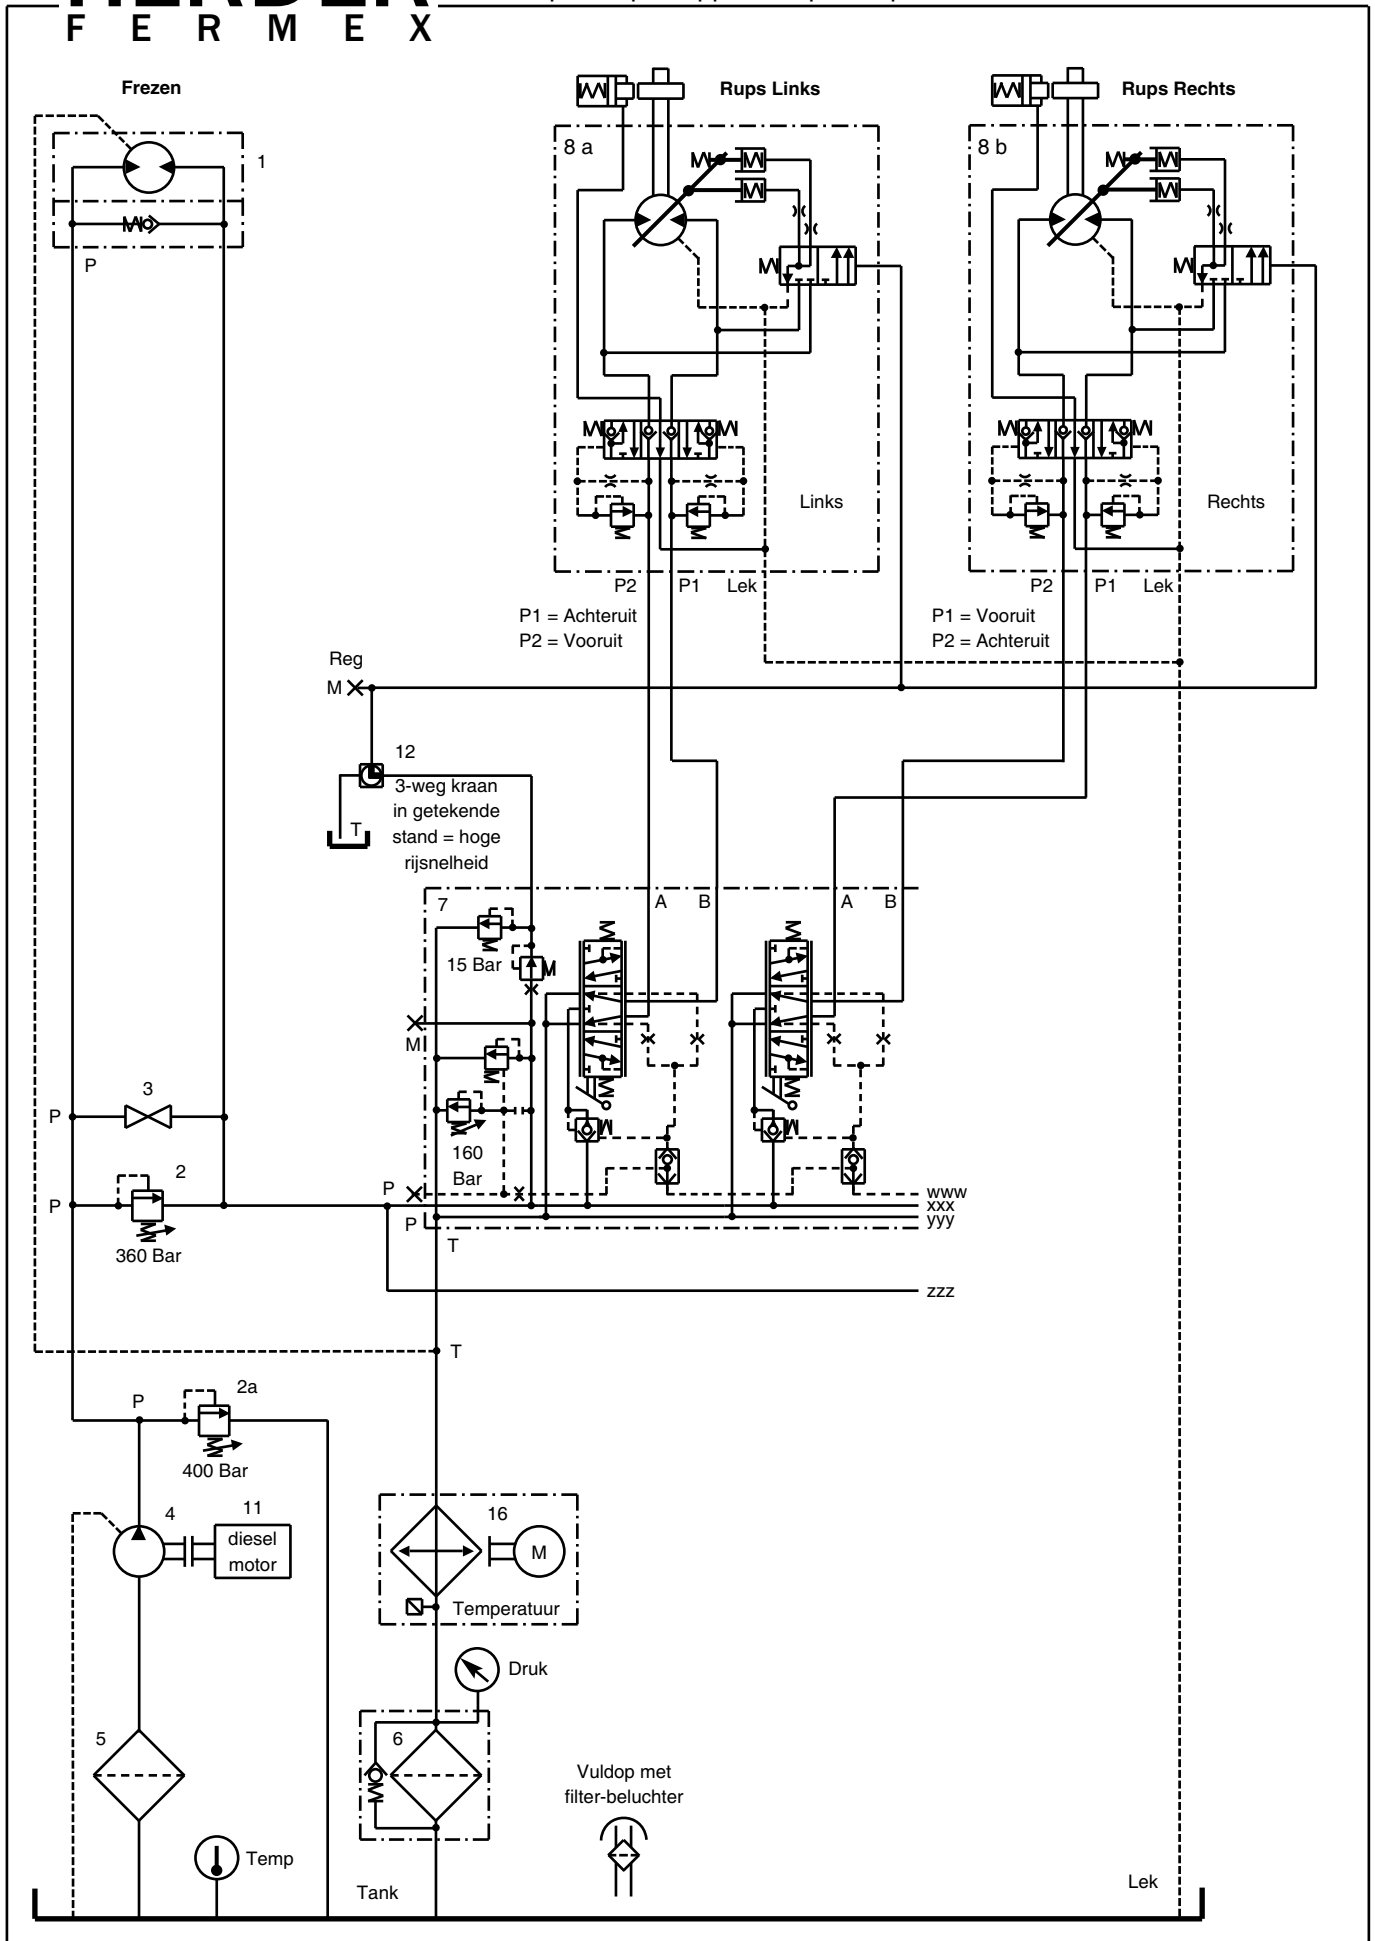 F E R M E X
Frezen
Rups Links
Rups Rechts
1
8 a
8 b
P
Links
Rechts
P2
P1
Lek
P2
P1
Lek
P1 = Achteruit
P2 = Vooruit
P1 = Vooruit
P2 = Achteruit
Reg
M
12
3-weg kraan
in getekende
stand = hoge
rijsnelheid
T
7
A
B
A
B
15 Bar
M
3
P
160
Bar
2
P
P
P
360 Bar
T
www
xxx
yyy
zzz
T
P
2a
400 Bar
4
11
diesel
motor
16
M
Temperatuur
Druk
5
6
Vuldop met
filter-beluchter
Temp
Tank
Lek